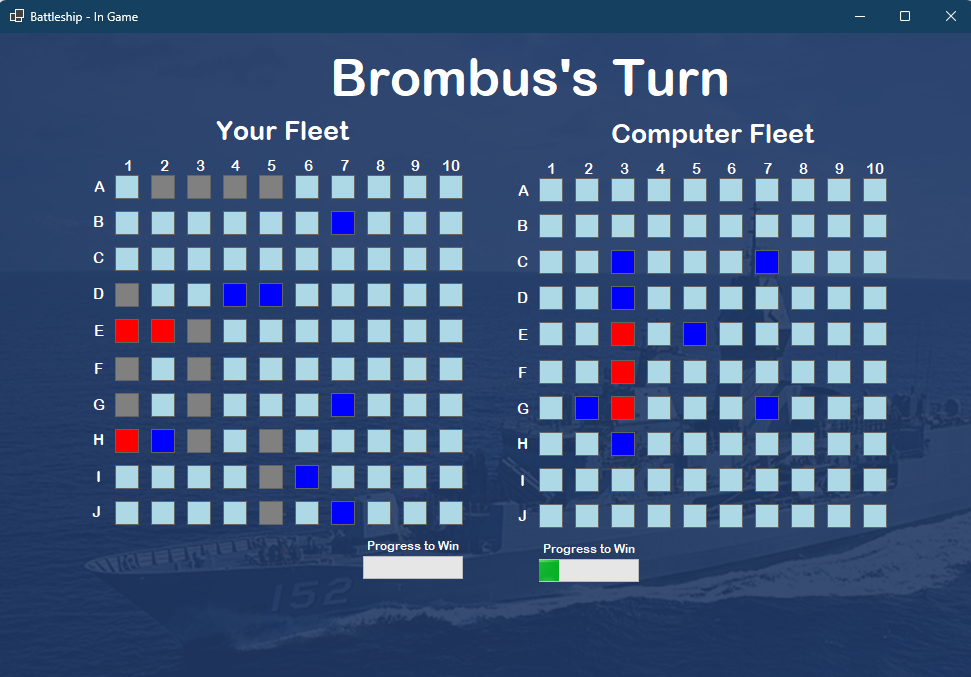 Battleship - In Game
Brombus's Turn
Your Fleet
Computer Fleet
1 2 3 4 5 6 7 8 9 10
A
B
C
D
E
F
G
H
I
J
Progress to Win
1 2 3 4 5 6 7 8 9 10
A
B
C
D
E
F
G
H
I
J
Progress to Win
152